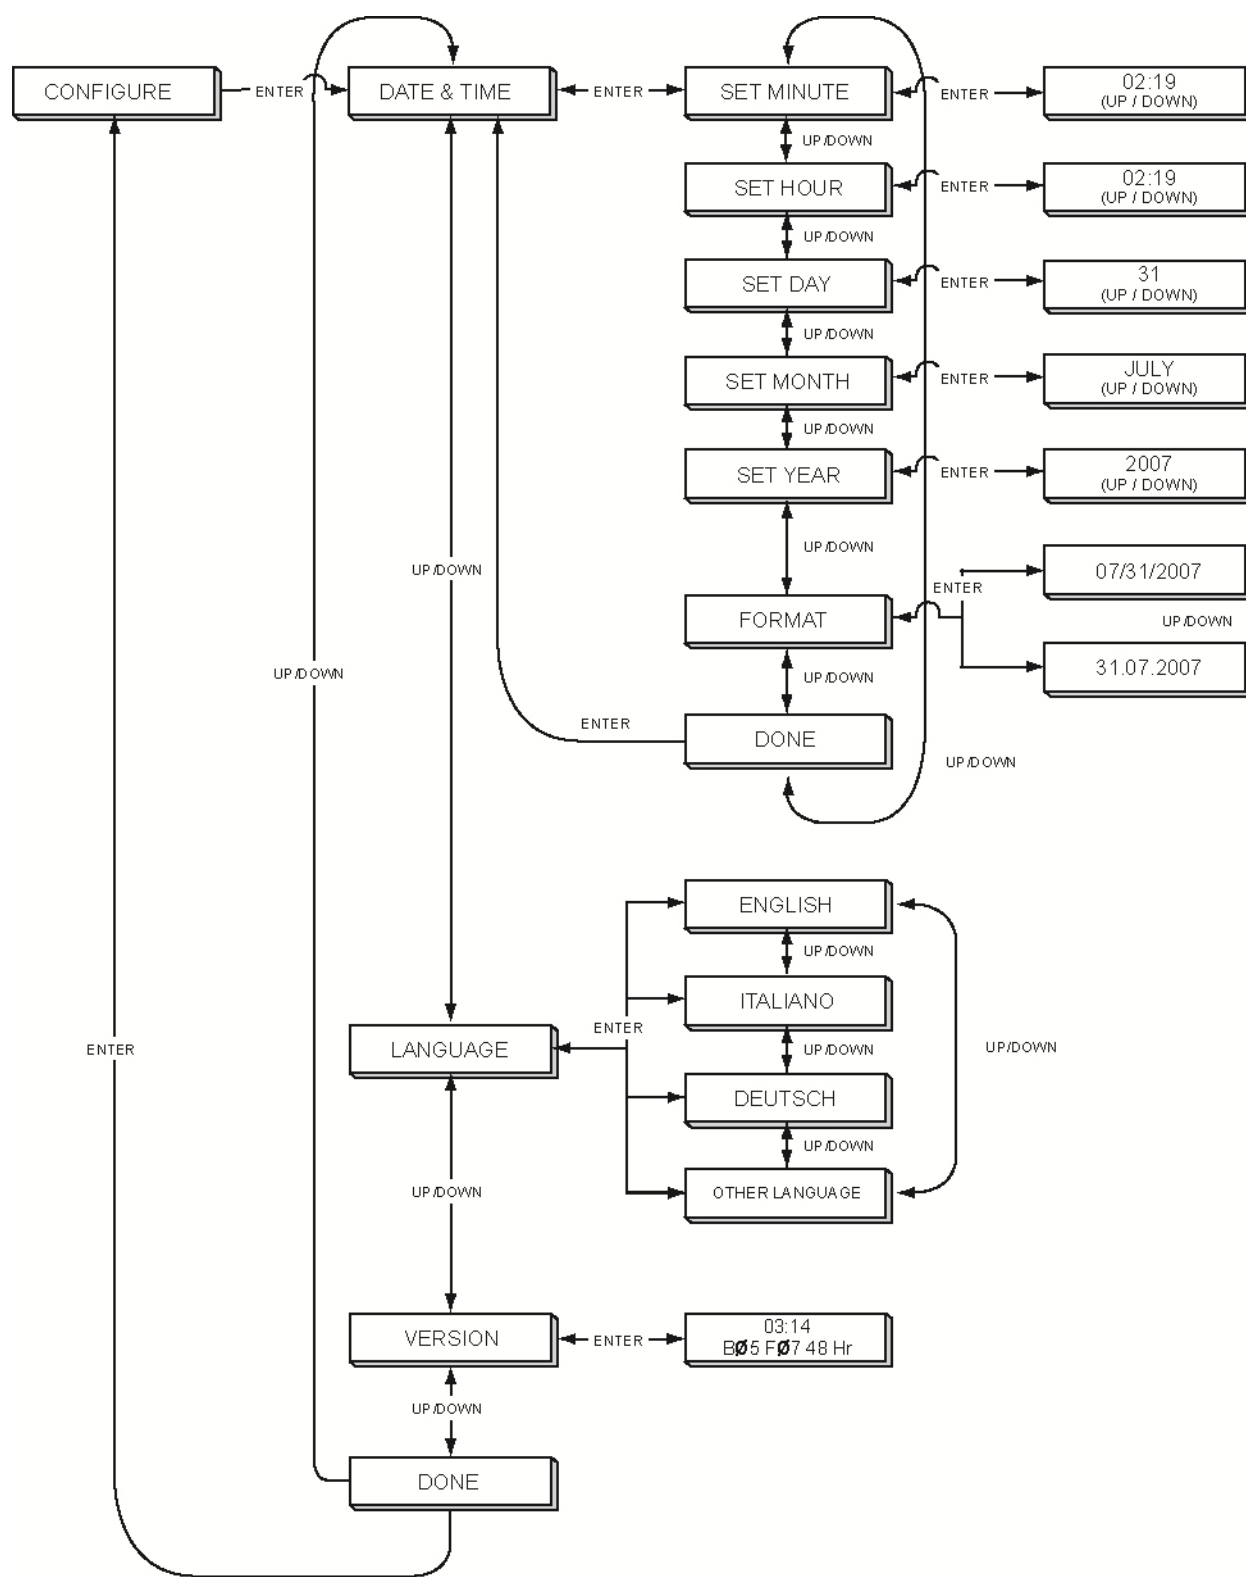 CONFIGURE
ENTER
DATE & TIME
ENTER
SET MINUTE
ENTER
02:19
(UP / DOWN)
UP/DOWN
SET HOUR
ENTER
02:19
(UP / DOWN)
UP/DOWN
SET DAY
ENTER
31
(UP / DOWN)
UP/DOWN
SET MONTH
ENTER
JULY
(UP / DOWN)
UP/DOWN
SET YEAR
ENTER
2007
(UP / DOWN)
UP/DOWN
UP/DOWN
ENTER
07/31/2007
FORMAT
UP/DOWN
UP/DOWN
UP/DOWN
31.07.2007
ENTER
DONE
UP/DOWN
ENGLISH
UP/DOWN
ITALIANO
ENTER
ENTER
LANGUAGE
UP/DOWN
UP/DOWN
DEUTSCH
UP/DOWN
UP/DOWN
OTHER LANGUAGE
VERSION
ENTER
03:14
BØ5 FØ7 48 Hr
UP/DOWN
DONE